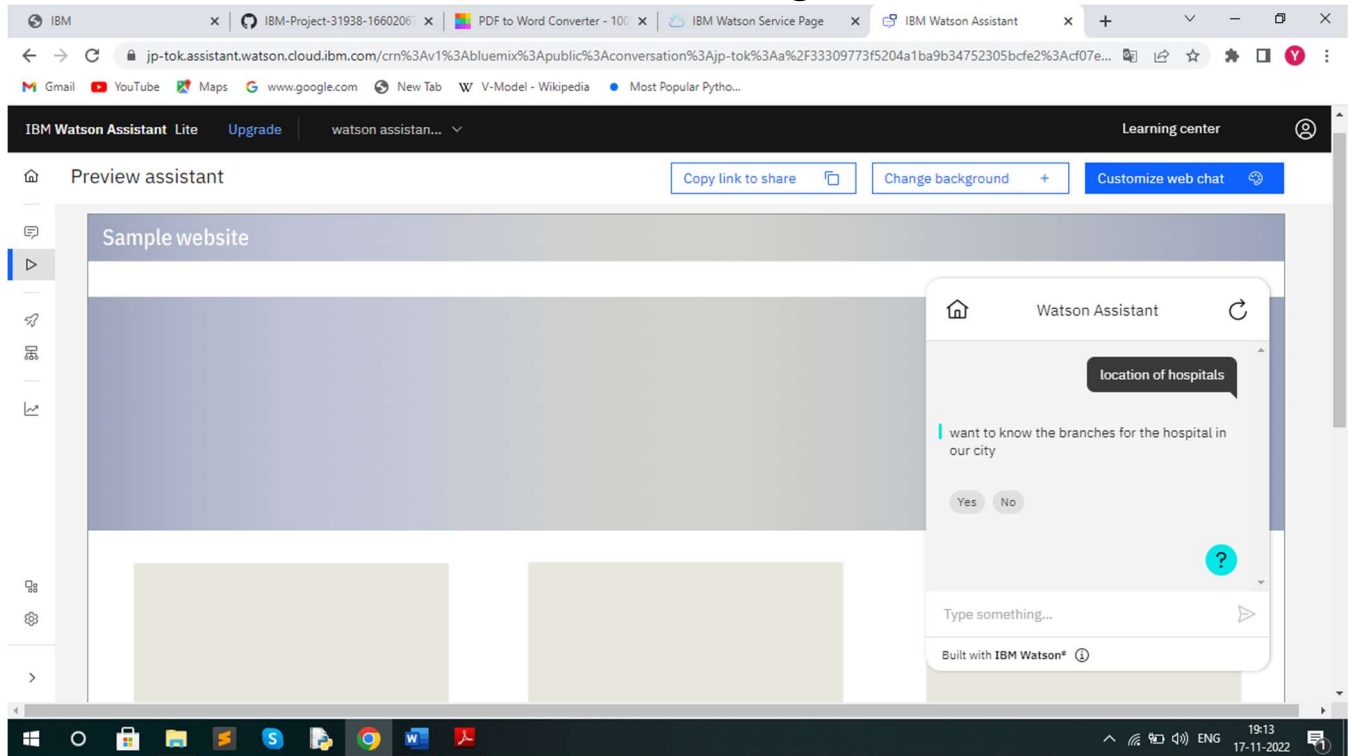 IBM
IBM-Project-31938-1660206
PDF to Word Converter - 100
IBM Watson Service Page
IBM Watson Assistant
jp-tok.assistant.watson.cloud.ibm.com/crn%3Av1%3Abluemix%3Apublic%3Aconversation%3Ajp-tok%3Aa%2F33309773f5204a1ba9b34752305bcfe2%3Acf07e...
Y
Gmail
YouTube
Maps
www.google.com
New Tab
W V-Model - Wikipedia
Most Popular Pytho...
IBM Watson Assistant Lite
Upgrade
watson assistan...
Learning center
Preview assistant
Copy link to share
Change background +
Customize web chat
Sample website
Watson Assistant
location of hospitals
want to know the branches for the hospital in
our city
Yes
No
?
Type something...
Built with IBM Watson®
ENG
19:13
17-11-2022